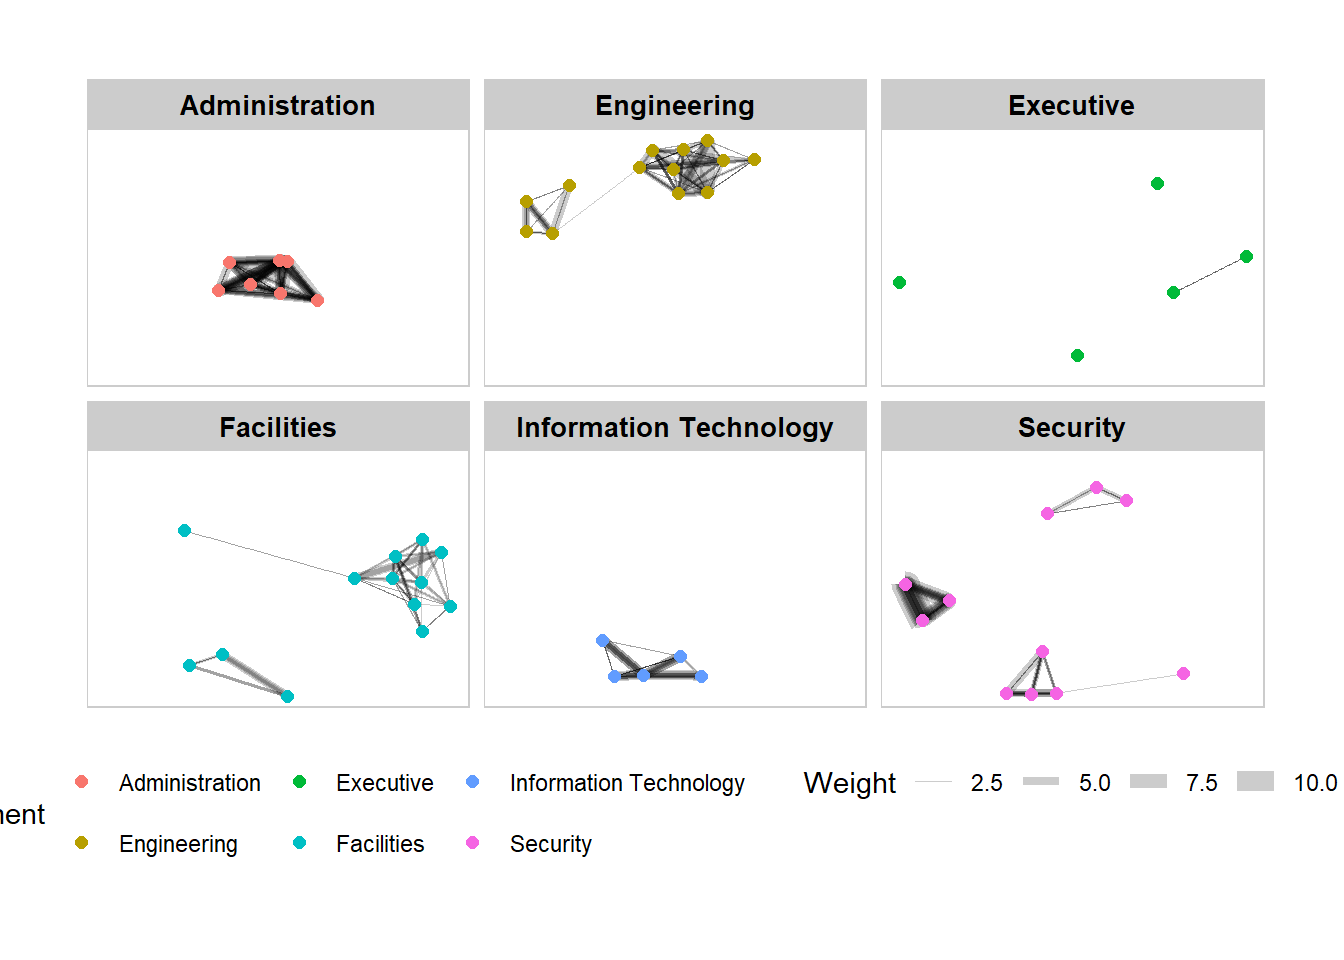 Administration
Engineering
Executive
Facilities
Information Technology
Security
Administration Executive Information Technology Weight 2.5 5.0 7.5 10.0
Engineering Facilities Security